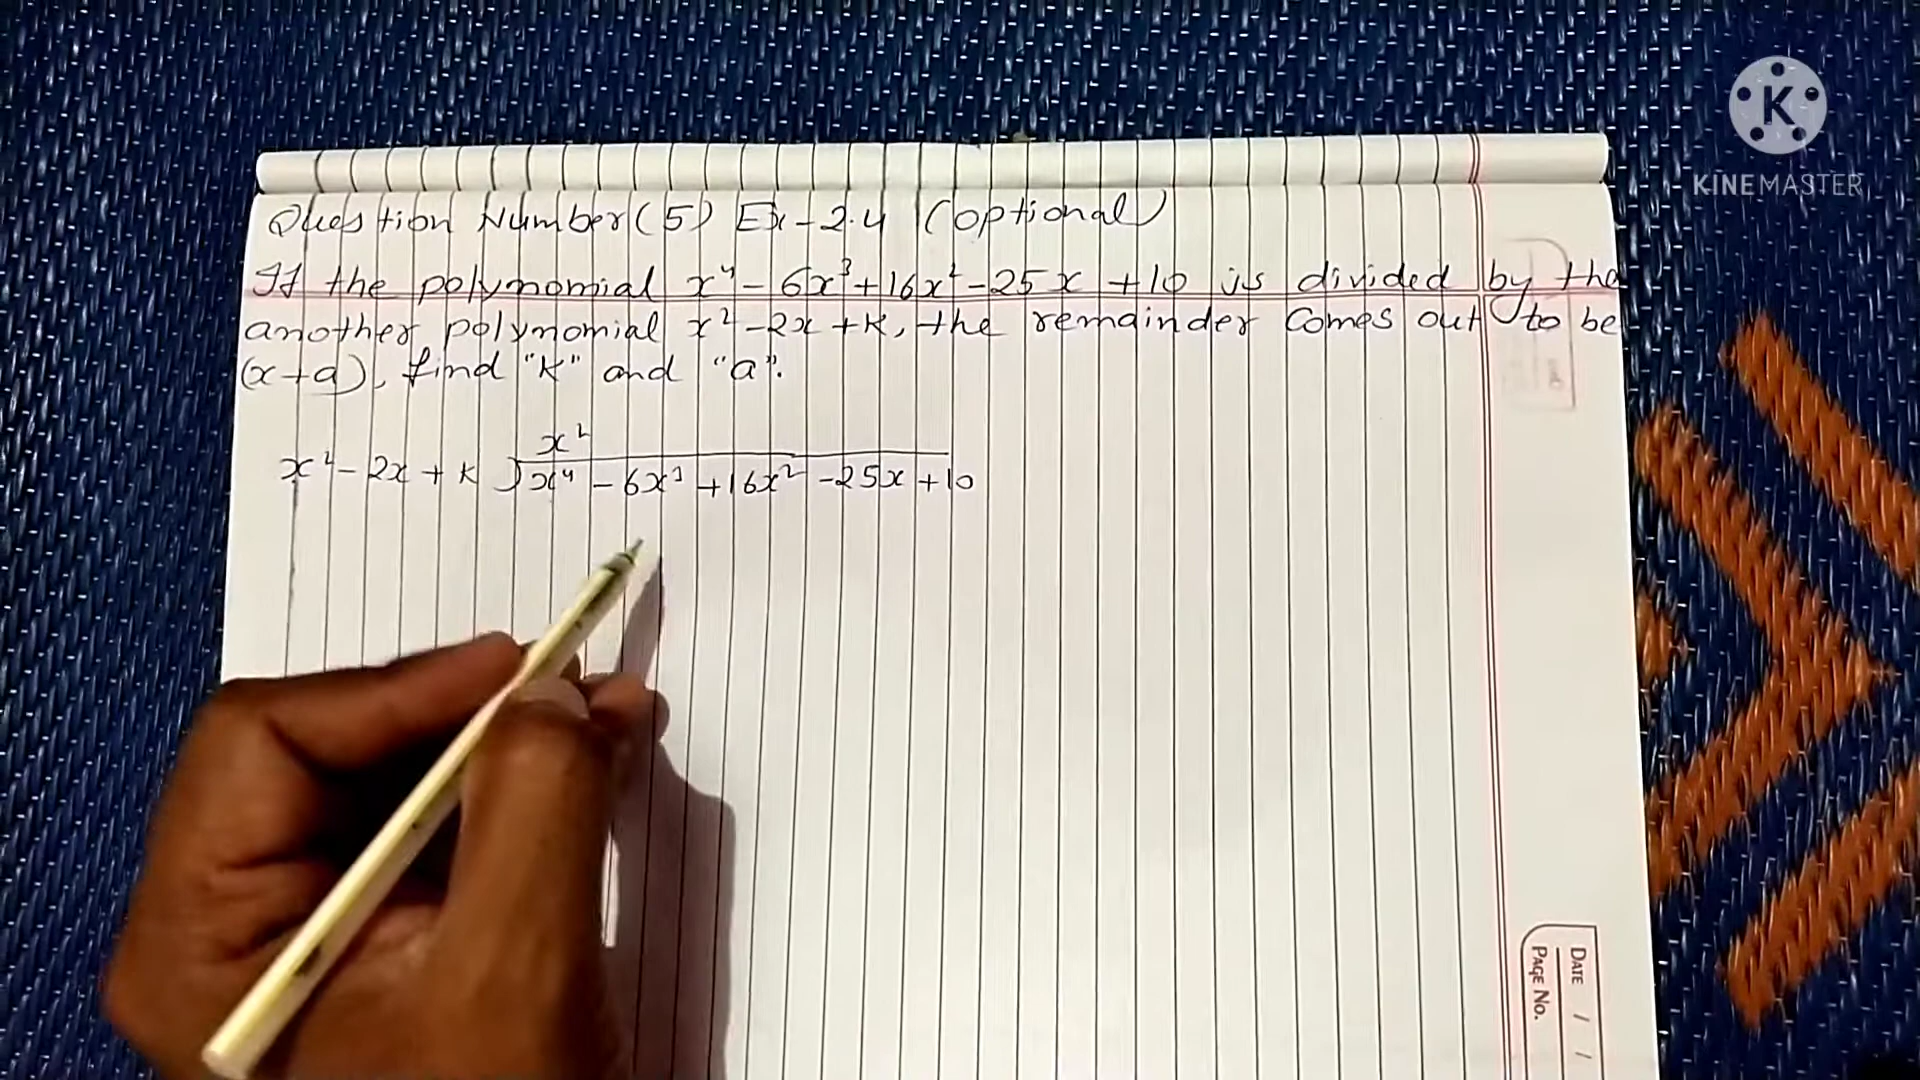 Question Number (5) Ex-2.4 (optional)
If the polynomial x⁴ - 6x³ + 16x² - 25x + 10 is divided by the
another polynomial x² - 2x + K, the remainder comes out to be
(x+a), find "K" and "a".
x²
x² - 2x + K ) x⁴ - 6x³ + 16x² - 25x + 10
K
KINEMASTER
DATE / /
PAGE NO.